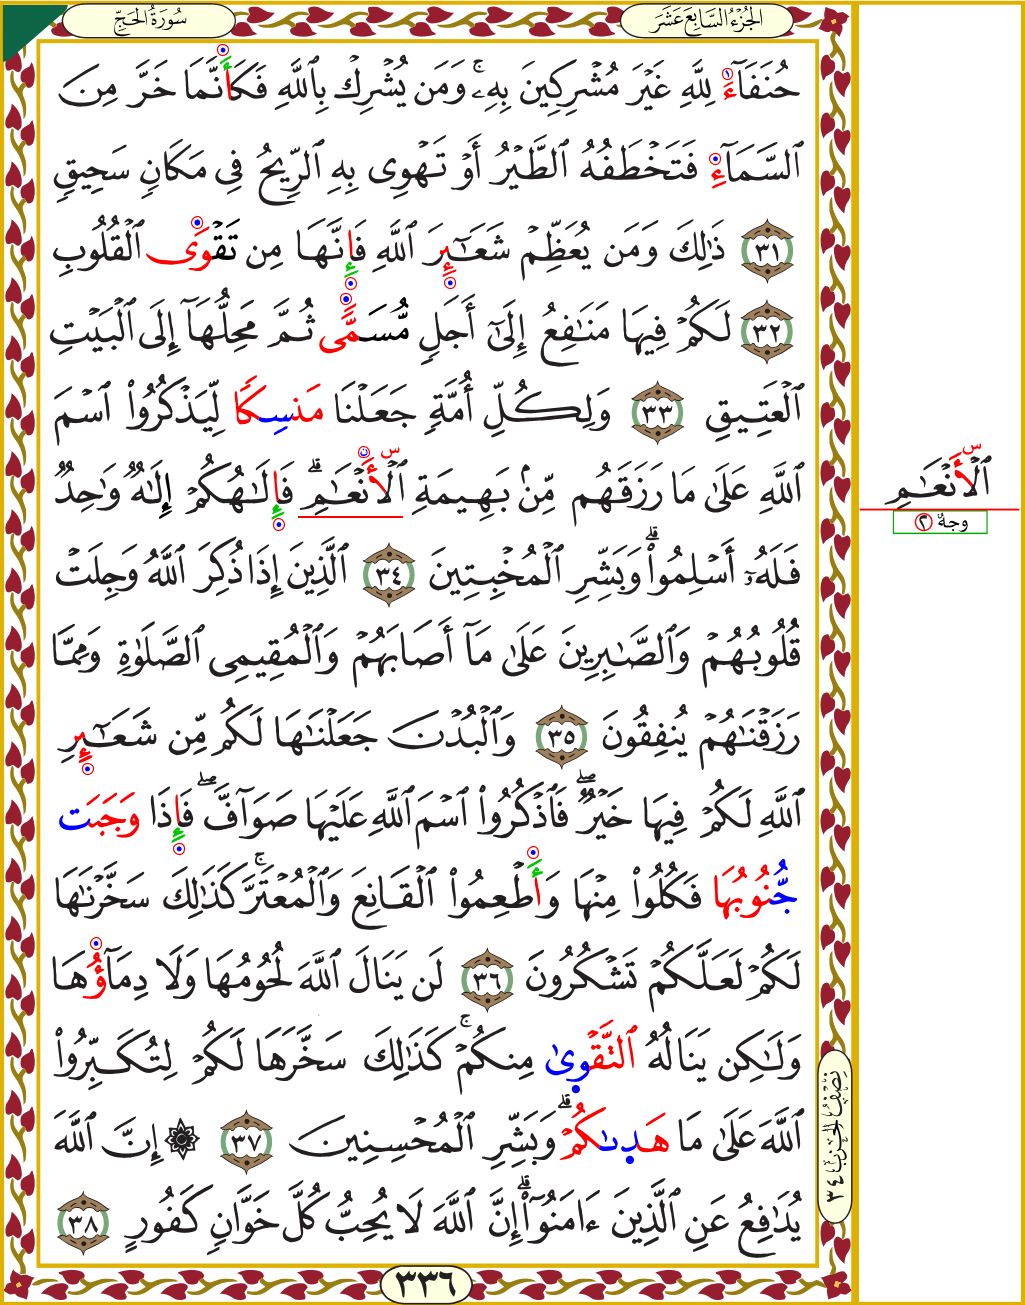 سُورَةُ الحَجِّ
الجُزْءُ السَّابِعَ عَشَرَ
حُنَفَآءَ لِلَّهِ غَيۡرَ مُشۡرِكِينَ بِهِۦۚ وَمَن يُشۡرِكۡ بِٱللَّهِ فَكَأَنَّمَا خَرَّ مِنَ
ٱلسَّمَآءِ فَتَخۡطَفُهُ ٱلطَّيۡرُ أَوۡ تَهۡوِي بِهِ ٱلرِّيحُ فِي مَكَانٖ سَحِيقٖ
٣١ ذَٰلِكَ وَمَن يُعَظِّمۡ شَعَٰٓئِرَ ٱللَّهِ فَإِنَّهَا مِن تَقۡوَى ٱلۡقُلُوبِ
٣٢ لَكُمۡ فِيهَا مَنَٰفِعُ إِلَىٰٓ أَجَلٖ مُّسَمّٗى ثُمَّ مَحِلُّهَآ إِلَى ٱلۡبَيۡتِ
ٱلۡعَتِيقِ ٣٣ وَلِكُلِّ أُمَّةٖ جَعَلۡنَا مَنسِكٗا لِّيَذۡكُرُواْ ٱسۡمَ
ٱللَّهِ عَلَىٰ مَا رَزَقَهُم مِّنۢ بَهِيمَةِ ٱلۡأَنۡعَٰمِۗ فَإِلَٰهُكُمۡ إِلَٰهٞ وَٰحِدٞ
فَلَهُۥٓ أَسۡلِمُواْۗ وَبَشِّرِ ٱلۡمُخۡبِتِينَ ٣٤ ٱلَّذِينَ إِذَا ذُكِرَ ٱللَّهُ وَجِلَتۡ
قُلُوبُهُمۡ وَٱلصَّٰبِرِينَ عَلَىٰ مَآ أَصَابَهُمۡ وَٱلۡمُقِيمِي ٱلصَّلَوٰةِ وَمِمَّا
رَزَقۡنَٰهُمۡ يُنفِقُونَ ٣٥ وَٱلۡبُدۡنَ جَعَلۡنَٰهَا لَكُم مِّن شَعَٰٓئِرِ
ٱللَّهِ لَكُمۡ فِيهَا خَيۡرٞۖ فَٱذۡكُرُواْ ٱسۡمَ ٱللَّهِ عَلَيۡهَا صَوَآفَّۖ فَإِذَا وَجَبَت
جُّنُوبُهَا فَكُلُواْ مِنۡهَا وَأَطۡعِمُواْ ٱلۡقَانِعَ وَٱلۡمُعۡتَرَّۚ كَذَٰلِكَ سَخَّرۡنَٰهَا
لَكُمۡ لَعَلَّكُمۡ تَشۡكُرُونَ ٣٦ لَن يَنَالَ ٱللَّهَ لُحُومُهَا وَلَا دِمَآؤُهَا
وَلَٰكِن يَنَالُهُ ٱلتَّقۡوىٰ مِنكُمۡۚ كَذَٰلِكَ سَخَّرَهَا لَكُمۡ لِتُكَبِّرُواْ
ٱللَّهَ عَلَىٰ مَا هَدىٰكُمۡۗ وَبَشِّرِ ٱلۡمُحۡسِنِينَ ٣٧ ۞ إِنَّ ٱللَّهَ
يُدَٰفِعُ عَنِ ٱلَّذِينَ ءَامَنُوٓاْۗ إِنَّ ٱللَّهَ لَا يُحِبُّ كُلَّ خَوَّانٖ كَفُورٍ ٣٨
٣٣٦
ٱلۡأَنۡعَٰمِ س
وجهٌ ٢
نِصْفُ الحِزْبِ ٣٤